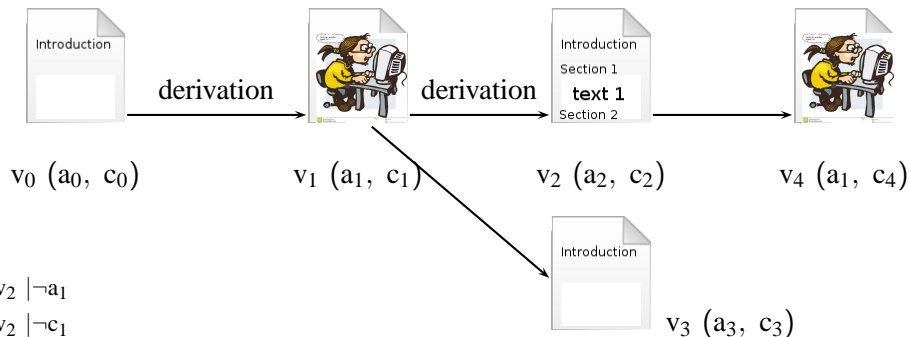 Introduction
derivation
derivation
Introduction
Section 1
text 1
Section 2
v₀ (a₀, c₀)
v₁ (a₁, c₁)
v₂ (a₂, c₂)
v₄ (a₁, c₄)
Introduction
v₂ |¬a₁
v₂ |¬c₁
v₃ (a₃, c₃)